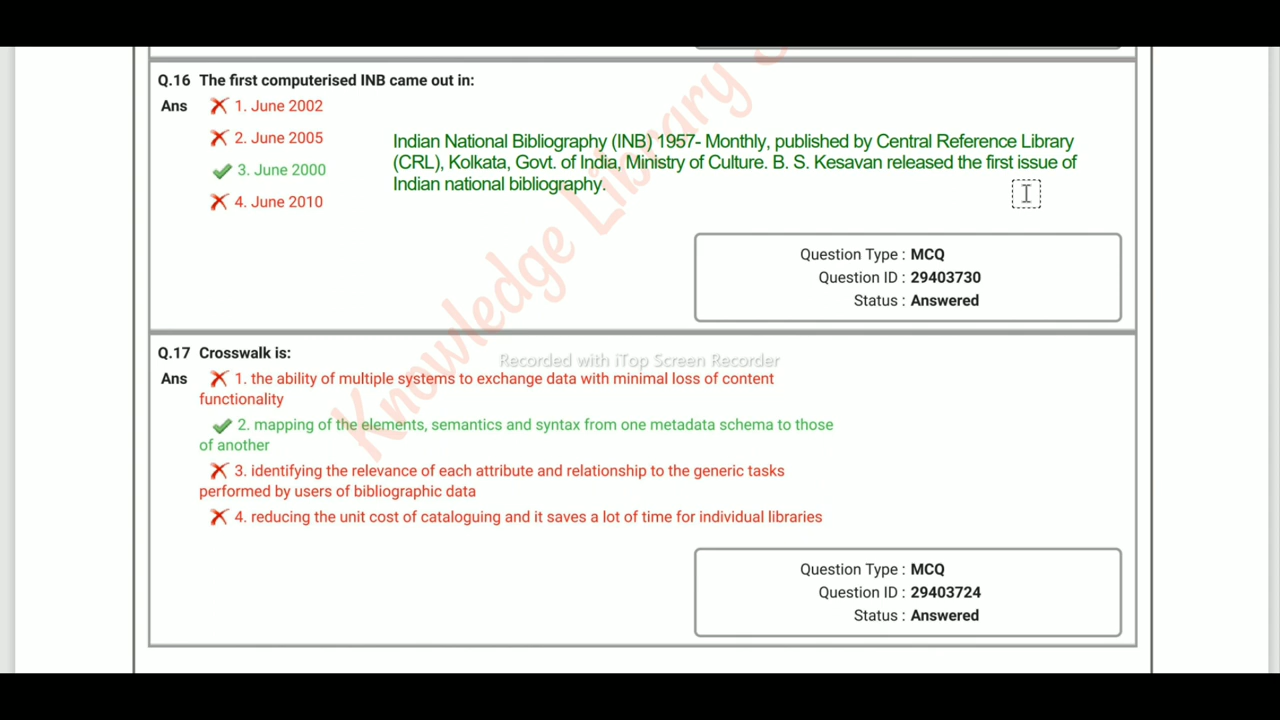 Q.16 The first computerised INB came out in:
Ans 1. June 2002
2. June 2005
3. June 2000
4. June 2010
Indian National Bibliography (INB) 1957- Monthly, published by Central Reference Library
(CRL), Kolkata, Govt. of India, Ministry of Culture. B. S. Kesavan released the first issue of
Indian national bibliography.
Question Type : MCQ
Question ID : 29403730
Status : Answered
Knowledge Library
Recorded with iTop Screen Recorder
Q.17 Crosswalk is:
Ans 1. the ability of multiple systems to exchange data with minimal loss of content
functionality
2. mapping of the elements, semantics and syntax from one metadata schema to those
of another
3. identifying the relevance of each attribute and relationship to the generic tasks
performed by users of bibliographic data
4. reducing the unit cost of cataloguing and it saves a lot of time for individual libraries
Question Type : MCQ
Question ID : 29403724
Status : Answered